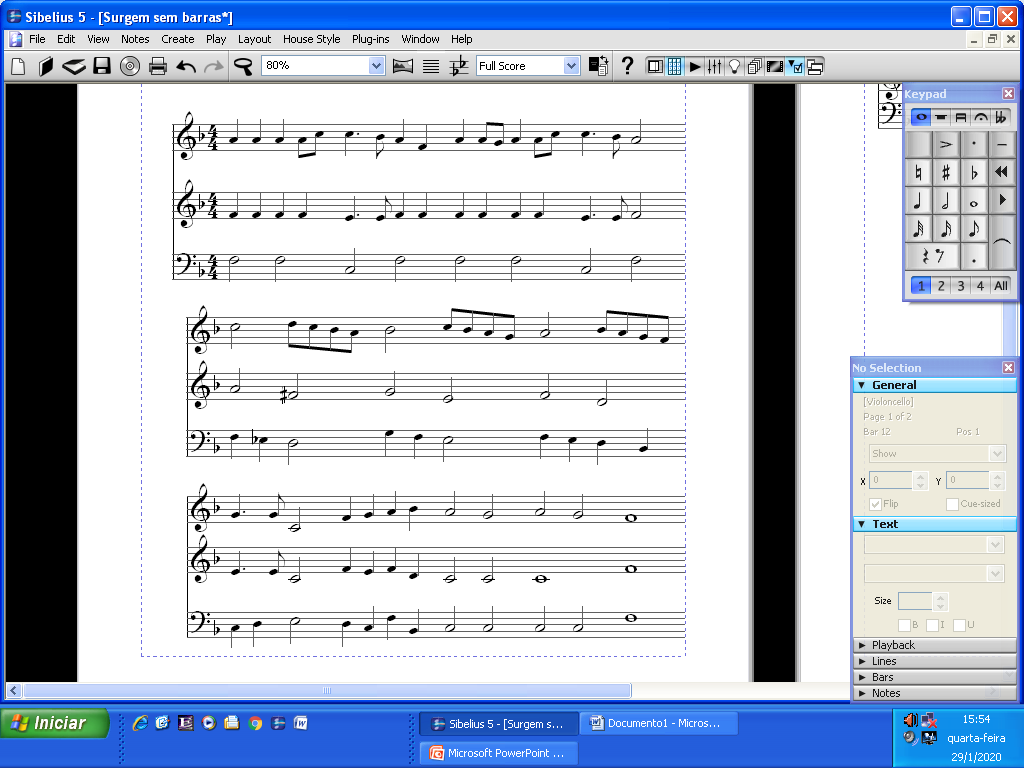 Sibelius 5 - [Surgem sem barras*]
File Edit View Notes Create Play Layout House Style Plug-ins Window Help
80% Full Score
Keypad
1 2 3 4 All
No Selection
General
[Violoncello]
Page 1 of 2
Bar 12 Pos 1
Show
X 0 Y 0
Flip Cue-sized
Text
Size
B I U
Playback
Lines
Bars
Notes
Iniciar
Sibelius 5 - [Surgem s... Documento1 - Micros...
Microsoft PowerPoint ...
15:54
quarta-feira
29/1/2020